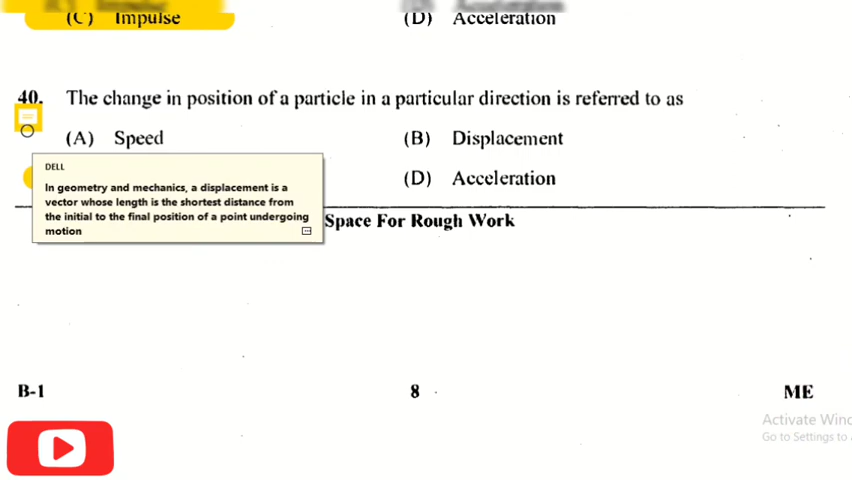 (C) Impulse (D) Acceleration
40. The change in position of a particle in a particular direction is referred to as
(A) Speed (B) Displacement
DELL
In geometry and mechanics, a displacement is a
vector whose length is the shortest distance from
the initial to the final position of a point undergoing
motion
(D) Acceleration
Space For Rough Work
B-1 8 ME
Activate Winc
Go to Settings to